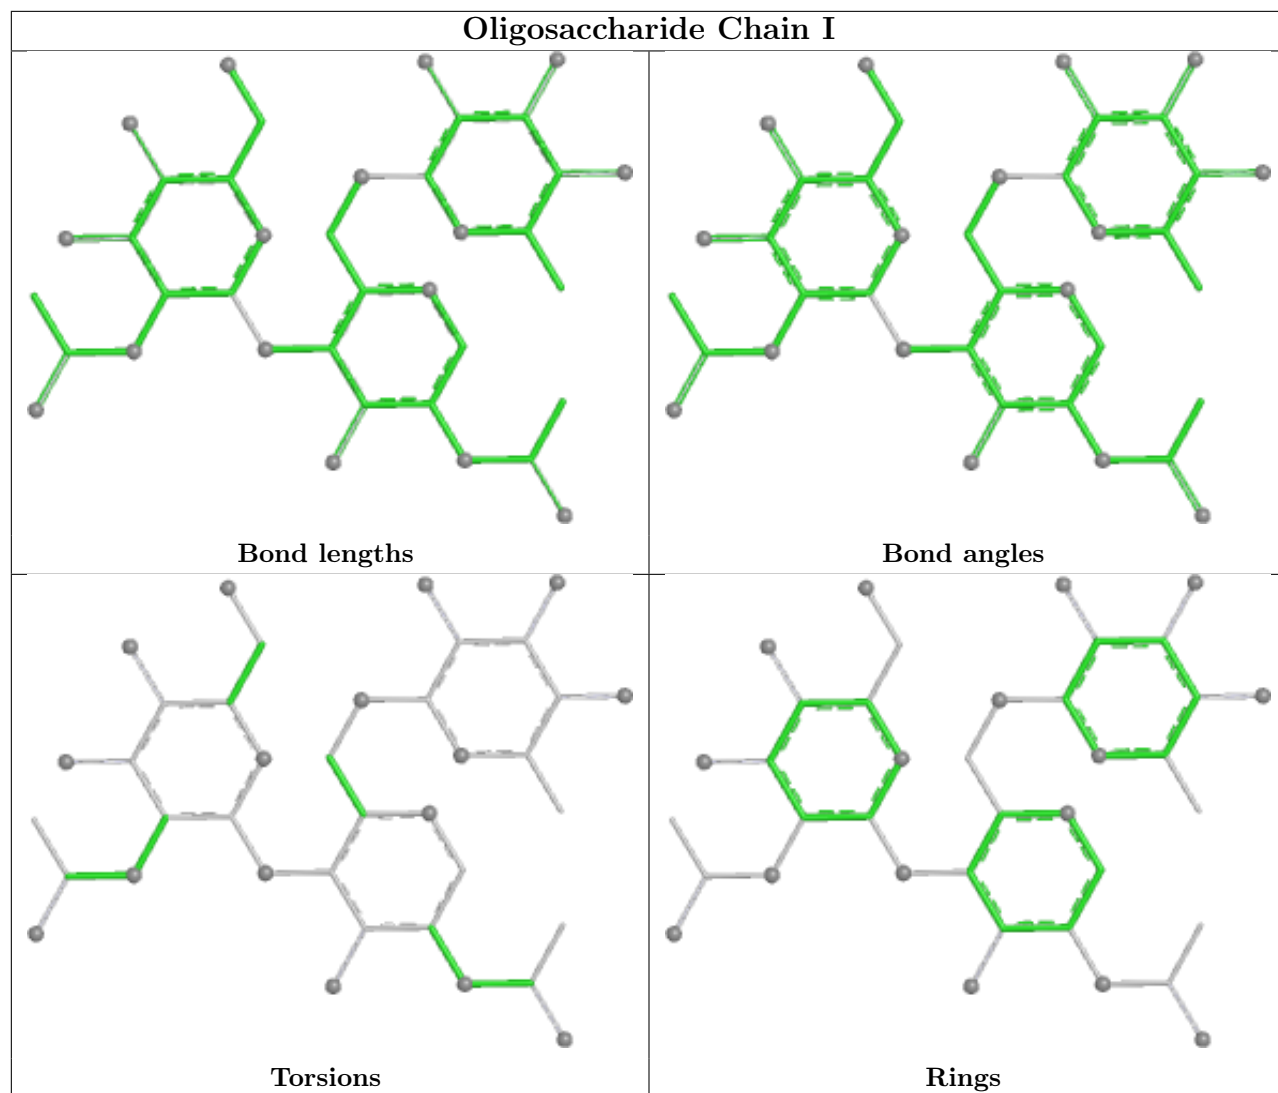 Oligosaccharide Chain I
Bond lengths
Bond angles
Torsions
Rings